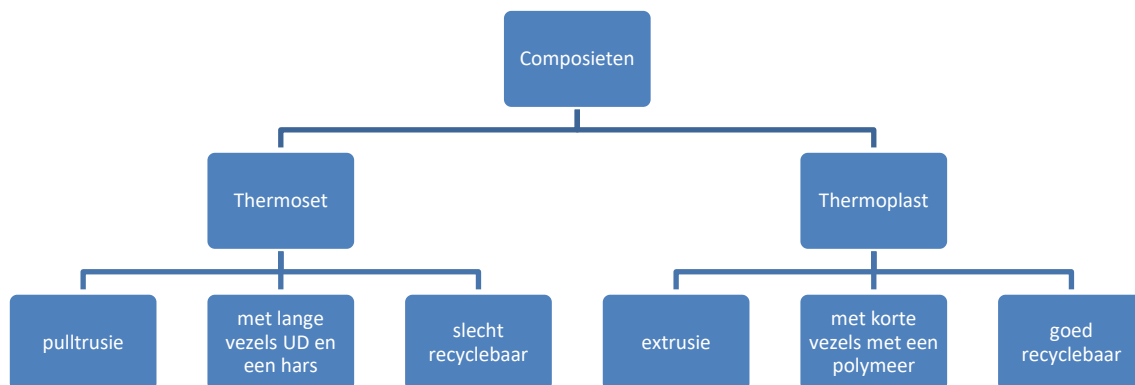 Composieten
Thermoset
Thermoplast
pulltrusie
met lange
vezels UD en
een hars
slecht
recyclebaar
extrusie
met korte
vezels met een
polymeer
goed
recyclebaar